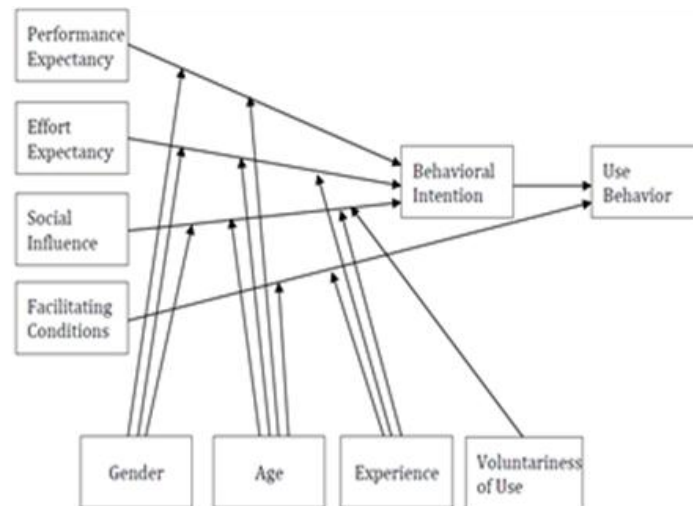 Performance
Expectancy
Effort
Expectancy
Behavioral
Intention
Use
Behavior
Social
Influence
Facilitating
Conditions
Gender
Age
Experience
Voluntariness
of Use